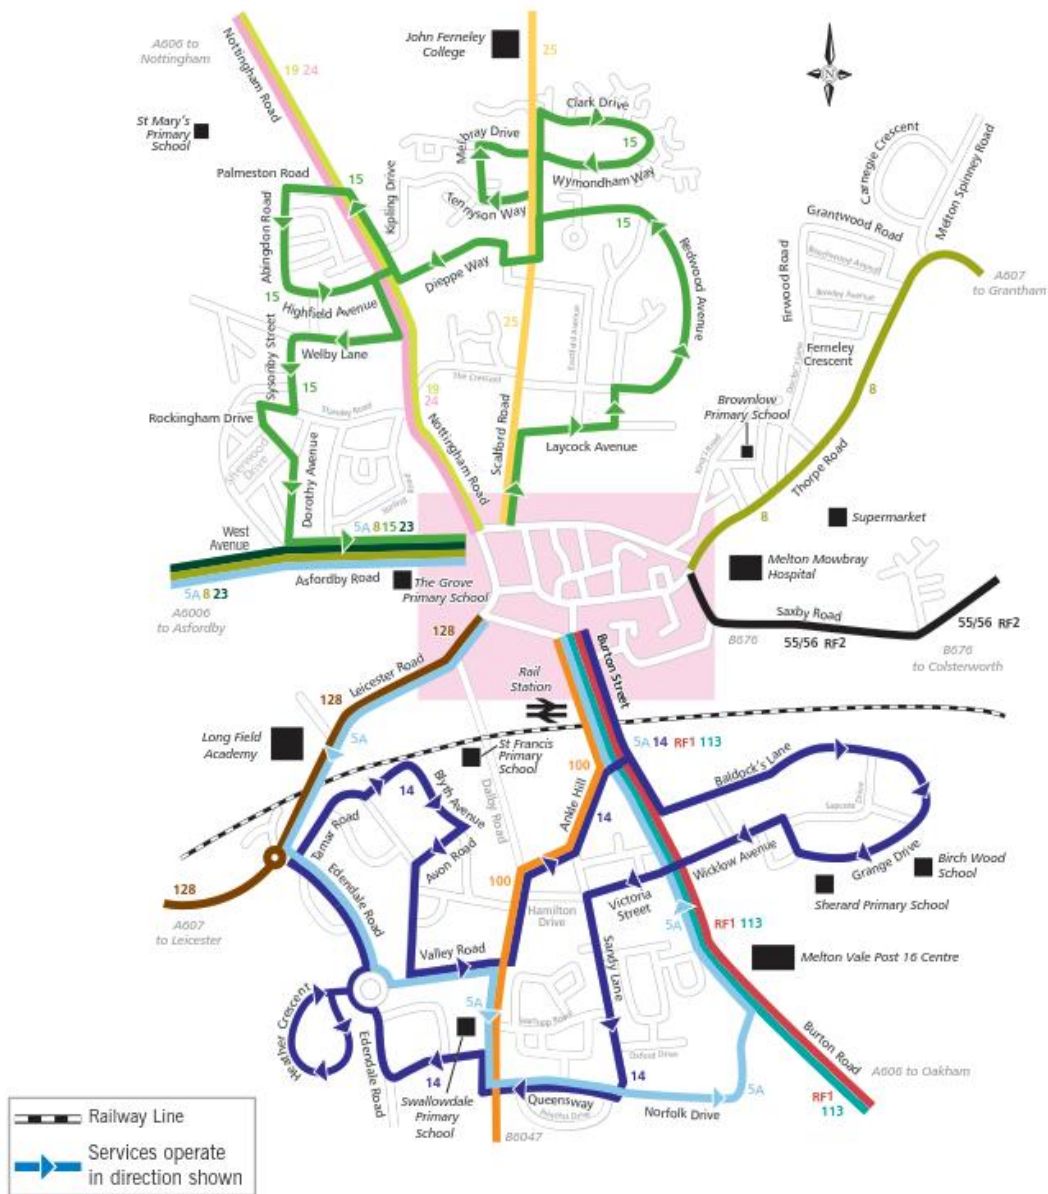 A606 to
Nottingham
Nottingham Road
19 24
John Ferneley
College
25
St Mary's
Primary
School
Palmeston Road
15
Kipling Drive
Abingdon Road
15
Highfield Avenue
Melbray Drive
Clark Drive
15
Wymondham Way
Tennyson Way
15
Dieppe Way
Redwood Avenue
N
Carnegie Crescent
Melton Spinney Road
Grantwood Road
Firwood Road
A607
to Grantham
Ferneley
Crescent
8
Sysonby Street
Welby Lane
15
Rockingham Drive
Stanley Road
Sherwood
Drive
Dorothy Avenue
25
The Crescent
19
24
Nottingham Road
Scalford Road
Laycock Avenue
Brownlow
Primary School
Thorpe Road
8
Supermarket
West
Avenue
5A 8 15 23
Asfordby Road
5A 8 23
A6006
to Asfordby
The Grove
Primary School
Melton Mowbray
Hospital
Saxby Road
55/56 RF2
55/56 RF2
B676
B676
to Colsterworth
128
Leicester Road
128
5A
Long Field
Academy
Rail
Station
Burton Street
St Francis
Primary
School
Dalby Road
5A 14 RF1 113
100
Ankle Hill
14
Baldock's Lane
14
Blyth Avenue
Tamar Road
Avon Road
Edendale Road
Wicklow Avenue
Grange Drive
Birch Wood
School
Sherard Primary School
128
A607
to Leicester
100
Hamilton
Drive
Victoria
Street
5A
RF1 113
Melton Vale Post 16 Centre
Valley Road
Sandy Lane
5A
Heather Crescent
Edendale Road
14
Swallowdale
Primary
School
Oxford Drive
14
Queensway
Norfolk Drive
5A
Burton Road
A606 to Oakham
RF1
113
B6047
Railway Line
Services operate
in direction shown